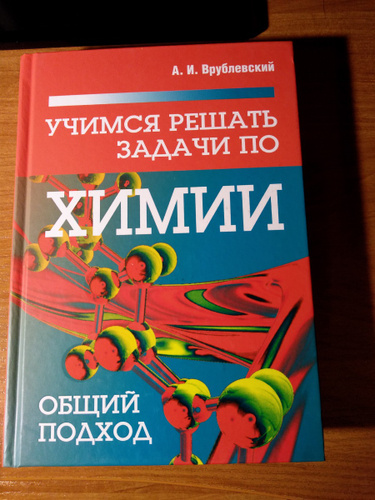 А. И. Врублевский
УЧИМСЯ РЕШАТЬ
ЗАДАЧИ ПО
ХИМИИ
ОБЩИЙ
ПОДХОД